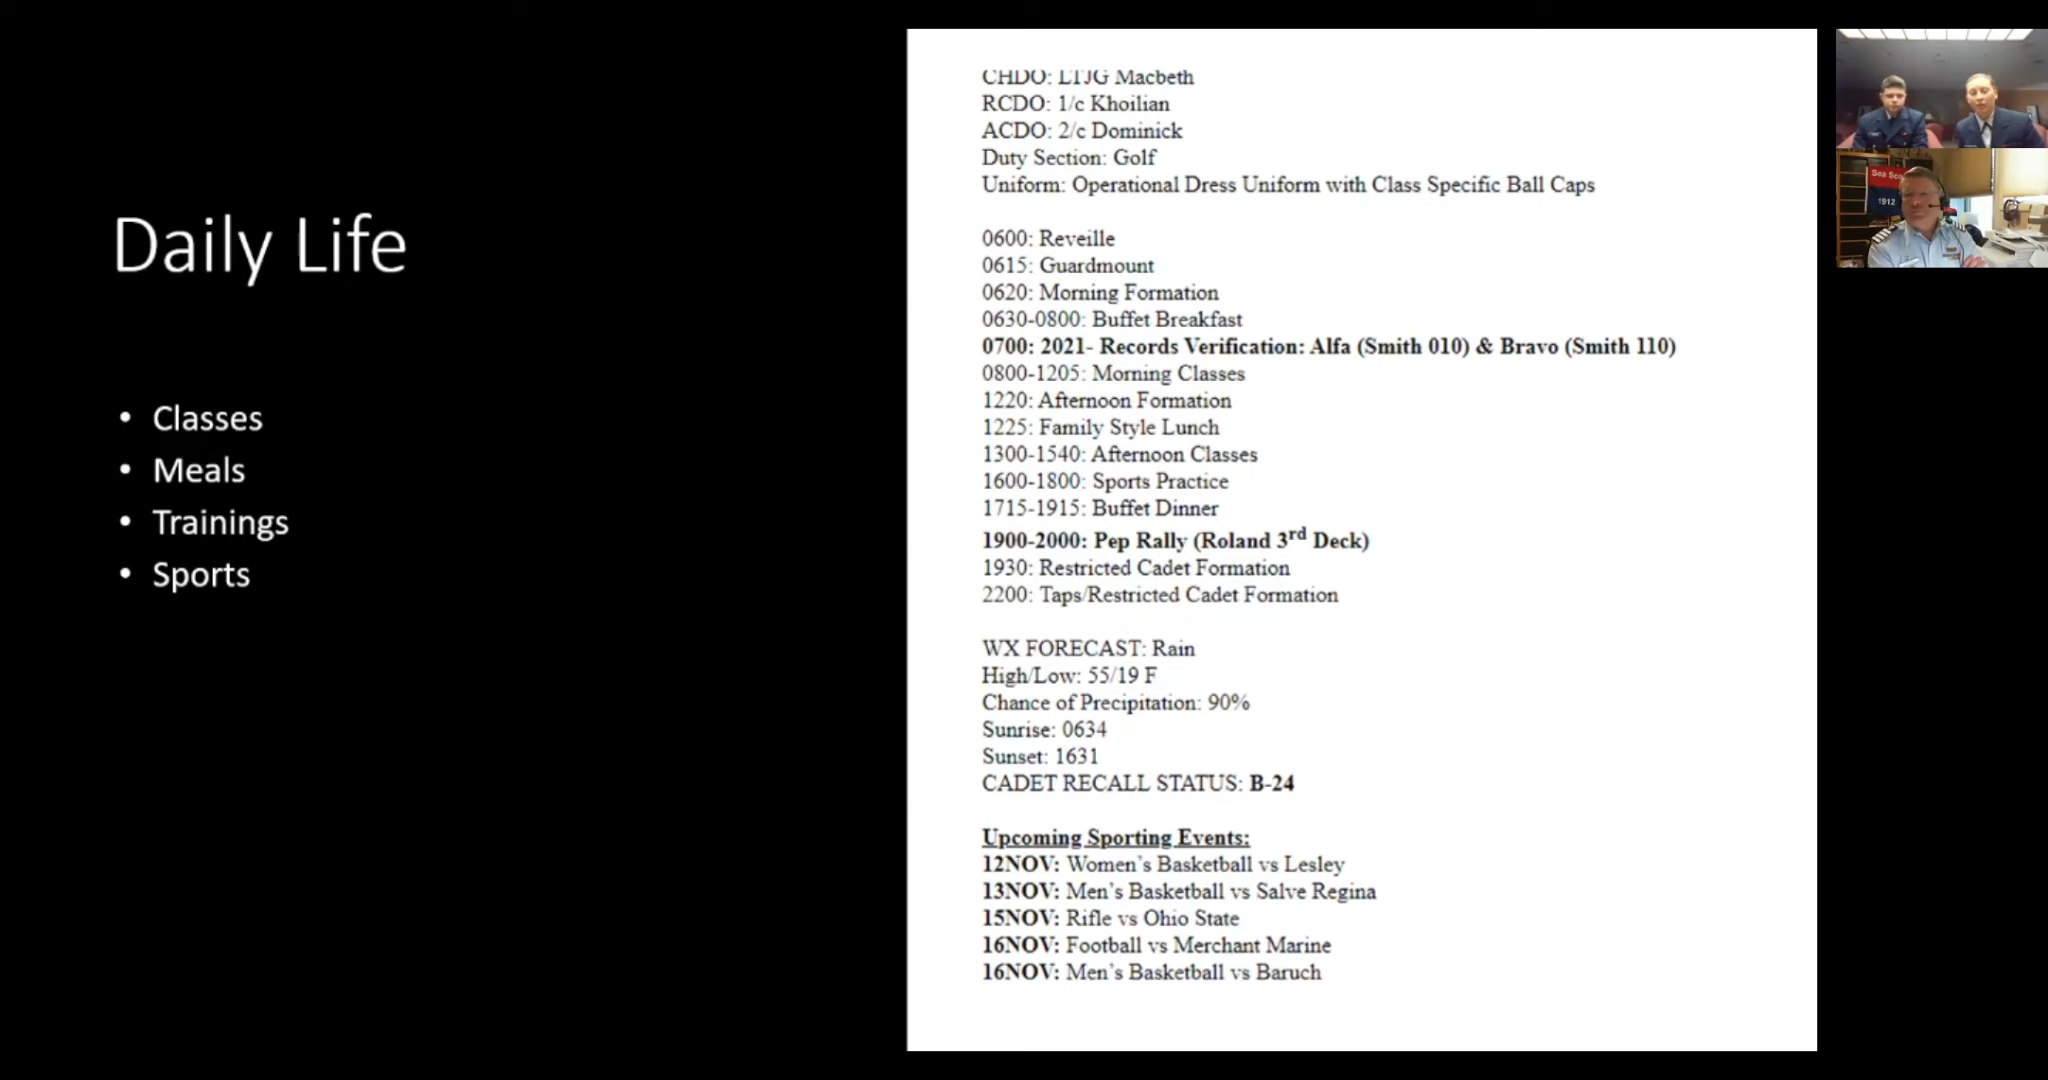 Daily Life
• Classes
• Meals
• Trainings
• Sports
CHDO: LTJG Macbeth
RCDO: 1/c Khoilian
ACDO: 2/c Dominick
Duty Section: Golf
Uniform: Operational Dress Uniform with Class Specific Ball Caps
0600: Reveille
0615: Guardmount
0620: Morning Formation
0630-0800: Buffet Breakfast
0700: 2021- Records Verification: Alfa (Smith 010) & Bravo (Smith 110)
0800-1205: Morning Classes
1220: Afternoon Formation
1225: Family Style Lunch
1300-1540: Afternoon Classes
1600-1800: Sports Practice
1715-1915: Buffet Dinner
1900-2000: Pep Rally (Roland 3rd Deck)
1930: Restricted Cadet Formation
2200: Taps/Restricted Cadet Formation
WX FORECAST: Rain
High/Low: 55/19 F
Chance of Precipitation: 90%
Sunrise: 0634
Sunset: 1631
CADET RECALL STATUS: B-24
Upcoming Sporting Events:
12NOV: Women's Basketball vs Lesley
13NOV: Men's Basketball vs Salve Regina
15NOV: Rifle vs Ohio State
16NOV: Football vs Merchant Marine
16NOV: Men's Basketball vs Baruch
Sea Sco
1912